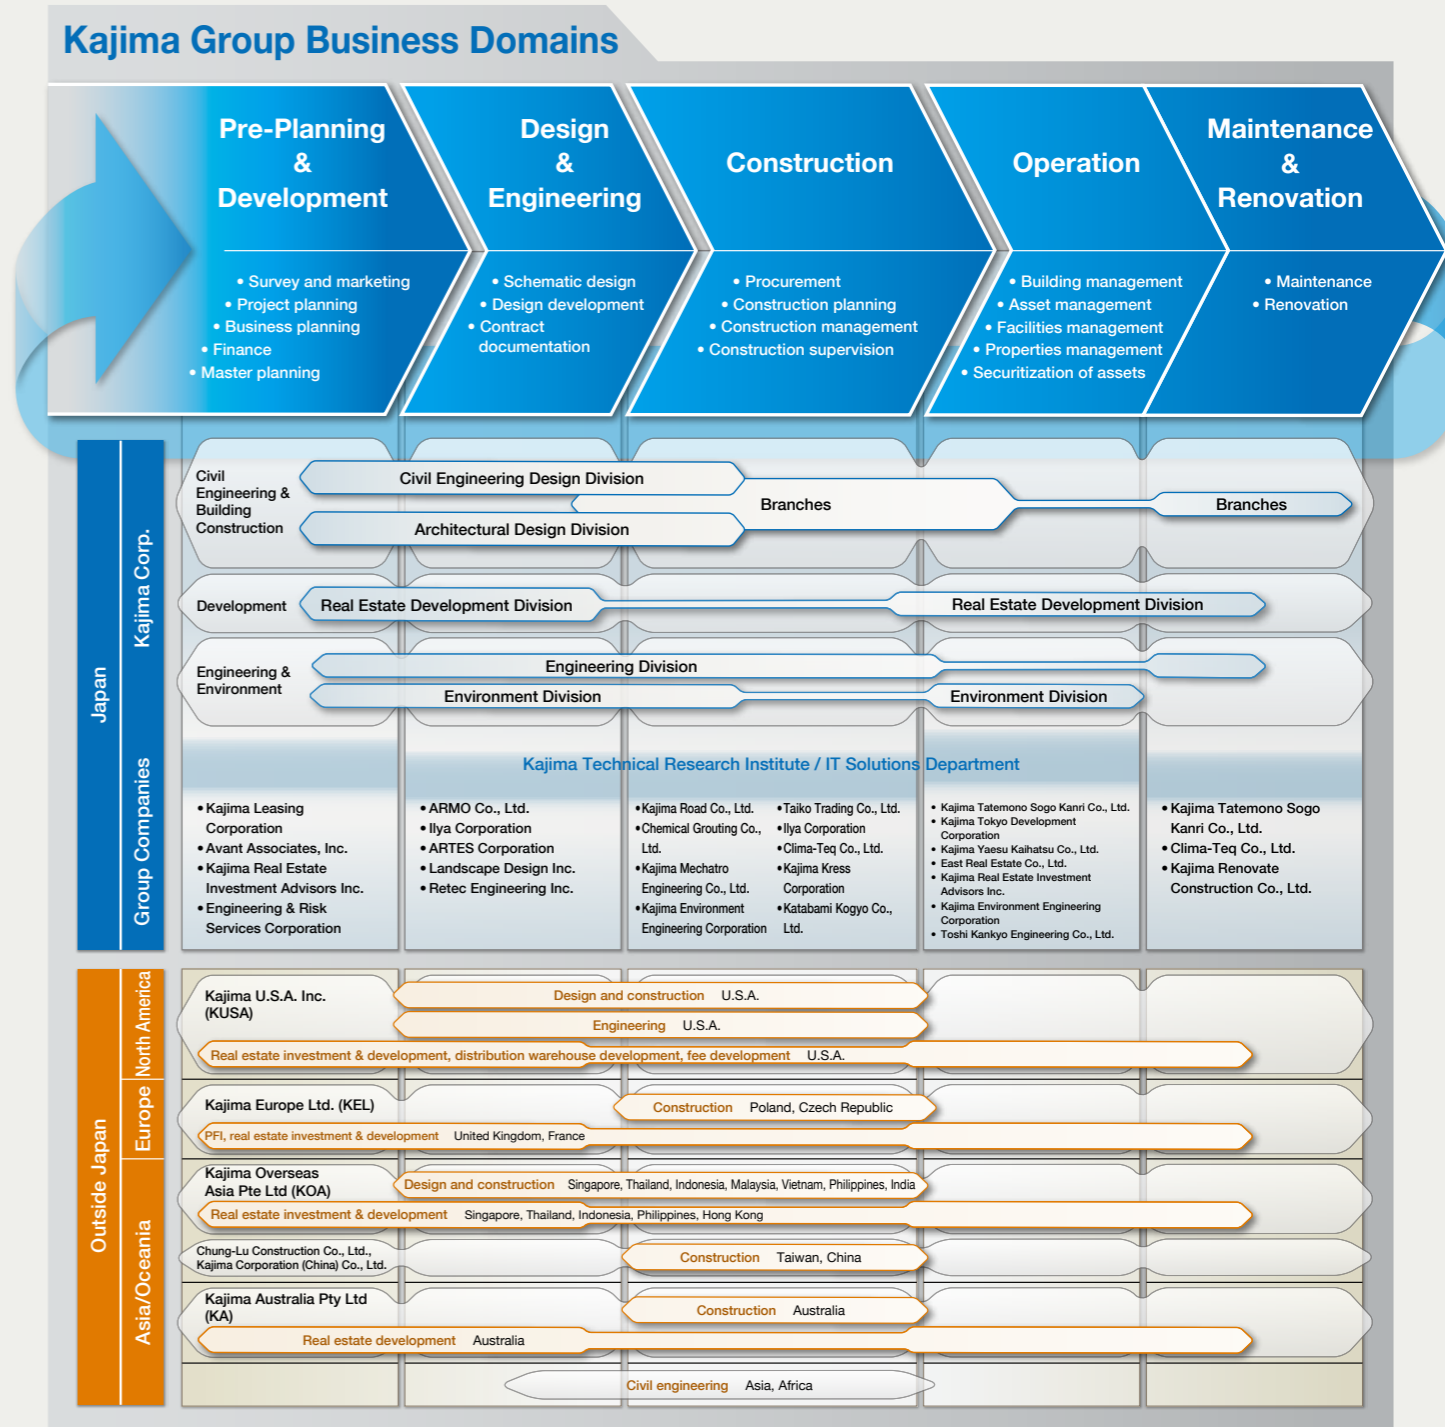 Kajima Group Business Domains
Pre-Planning
&
Development
• Survey and marketing
• Project planning
• Business planning
• Finance
• Master planning
Design
&
Engineering
• Schematic design
• Design development
• Contract
documentation
Construction
• Procurement
• Construction planning
• Construction management
• Construction supervision
Operation
• Building management
• Asset management
• Facilities management
• Properties management
• Securitization of assets
Maintenance
&
Renovation
• Maintenance
• Renovation
Japan
Kajima Corp.
Civil
Engineering &
Building
Construction
Civil Engineering Design Division
Architectural Design Division
Branches
Branches
Development
Real Estate Development Division
Real Estate Development Division
Engineering &
Environment
Engineering Division
Environment Division
Environment Division
Kajima Technical Research Institute / IT Solutions Department
Group Companies
• Kajima Leasing
Corporation
• Avant Associates, Inc.
• Kajima Real Estate
Investment Advisors Inc.
• Engineering & Risk
Services Corporation
• ARMO Co., Ltd.
• Ilya Corporation
• ARTES Corporation
• Landscape Design Inc.
• Retec Engineering Inc.
• Kajima Road Co., Ltd.
• Chemical Grouting Co.,
Ltd.
• Kajima Mechatro
Engineering Co., Ltd.
• Kajima Environment
Engineering Corporation
• Taiko Trading Co., Ltd.
• Ilya Corporation
• Clima-Teq Co., Ltd.
• Kajima Kress
Corporation
• Katabami Kogyo Co.,
Ltd.
• Kajima Tatemono Sogo Kanri Co., Ltd.
• Kajima Tokyo Development
Corporation
• Kajima Yaesu Kaihatsu Co., Ltd.
• East Real Estate Co., Ltd.
• Kajima Real Estate Investment
Advisors Inc.
• Kajima Environment Engineering
Corporation
• Toshi Kankyo Engineering Co., Ltd.
• Kajima Tatemono Sogo
Kanri Co., Ltd.
• Clima-Teq Co., Ltd.
• Kajima Renovate
Construction Co., Ltd.
Outside Japan
North America
Kajima U.S.A. Inc.
(KUSA)
Design and construction U.S.A.
Engineering U.S.A.
Real estate investment & development, distribution warehouse development, fee development U.S.A.
Europe
Kajima Europe Ltd. (KEL)
Construction Poland, Czech Republic
PFI, real estate investment & development United Kingdom, France
Asia/Oceania
Kajima Overseas
Asia Pte Ltd (KOA)
Design and construction Singapore, Thailand, Indonesia, Malaysia, Vietnam, Philippines, India
Real estate investment & development Singapore, Thailand, Indonesia, Philippines, Hong Kong
Chung-Lu Construction Co., Ltd.,
Kajima Corporation (China) Co., Ltd.
Construction Taiwan, China
Kajima Australia Pty Ltd
(KA)
Construction Australia
Real estate development Australia
Civil engineering Asia, Africa